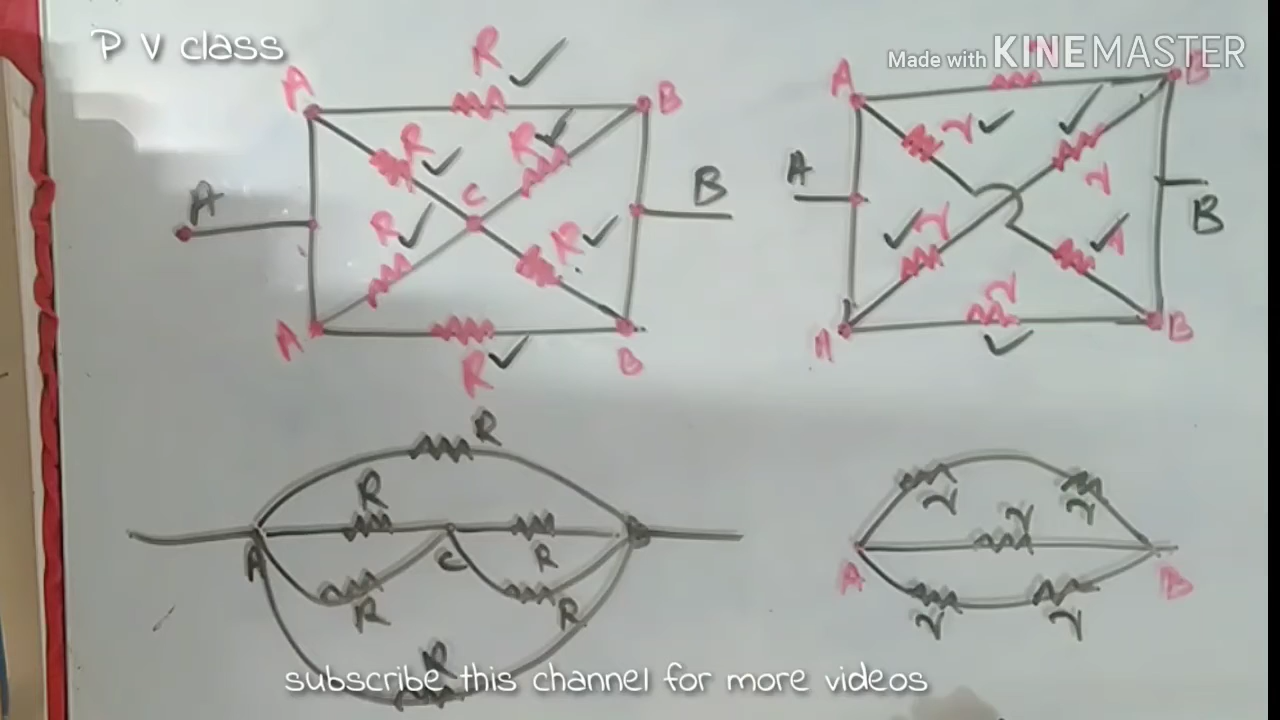 P V class
Made with KINEMASTER
A R B
R R
A C B
R R
A R B
A B
r
A r B
r r
A r B
R
R
A C R B
R R
R
r r
r
A B
r r
subscribe this channel for more videos